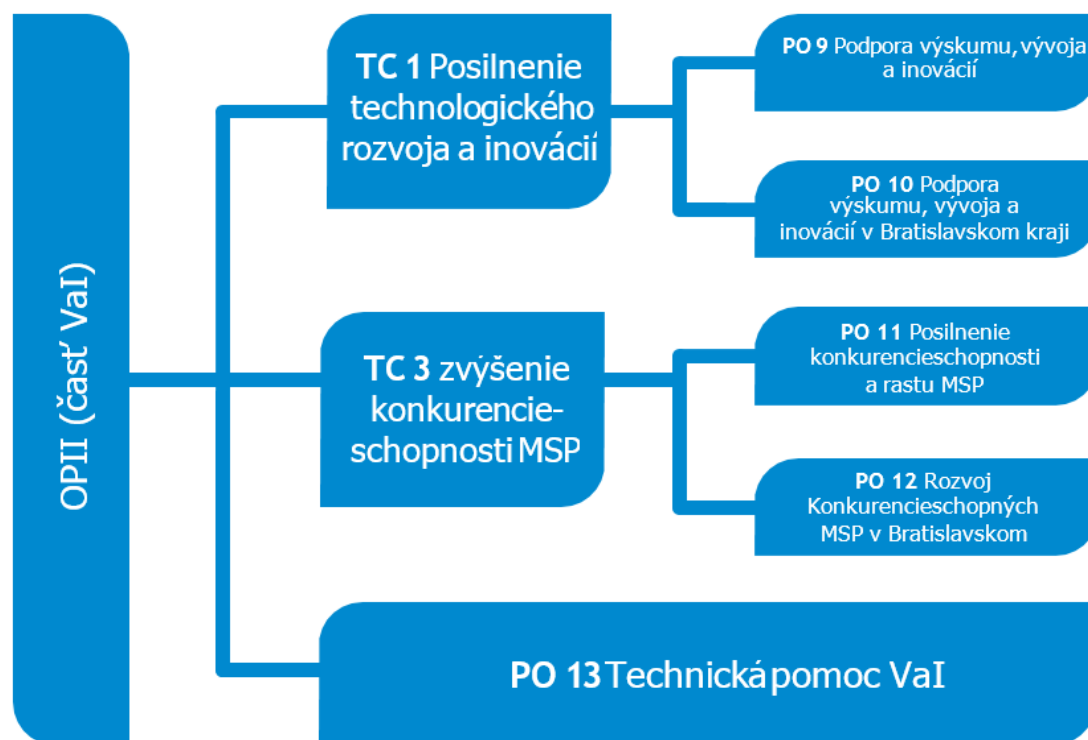 OPII (časť VaI)
TC 1 Posilnenie
technologického
rozvoja a inovácií
PO 9 Podpora výskumu, vývoja
a inovácií
PO 10 Podpora
výskumu, vývoja a
inovácií v Bratislavskom kraji
TC 3 zvýšenie
konkurencie-
schopnosti MSP
PO 11 Posilnenie
konkurencieschopnosti
a rastu MSP
PO 12 Rozvoj
Konkurencieschopných
MSP v Bratislavskom
PO 13 Technická pomoc VaI